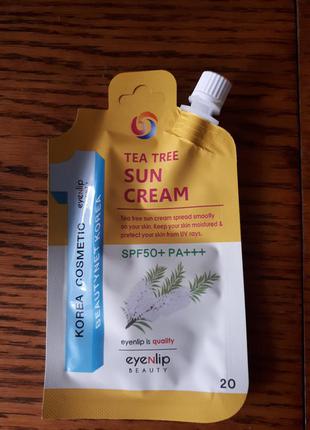 TEA TREE
SUN
CREAM
Tea tree sun cream spread smoothly
on your skin. Keep your skin moistured &
protect your skin from UV rays.
SPF50+ PA+++
KOREA COSMETIC eyenlip
BEAUTYNET KOREA
eyenlip is quality
eyenlip
BEAUTY
20